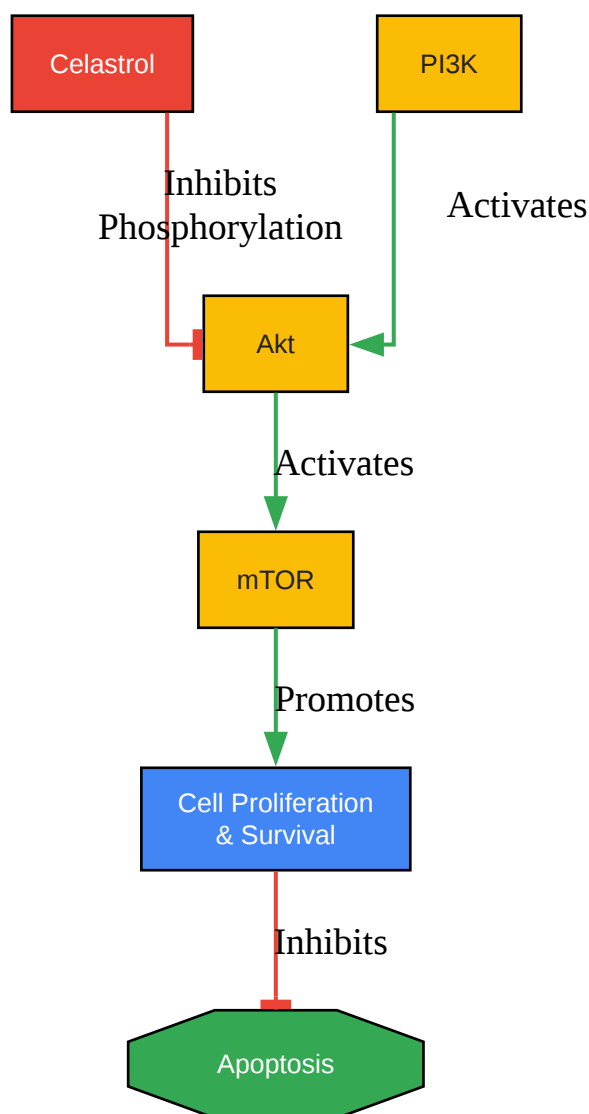 Celastrol
PI3K
Inhibits
Phosphorylation
Activates
Akt
Activates
mTOR
Promotes
Cell Proliferation
& Survival
Inhibits
Apoptosis